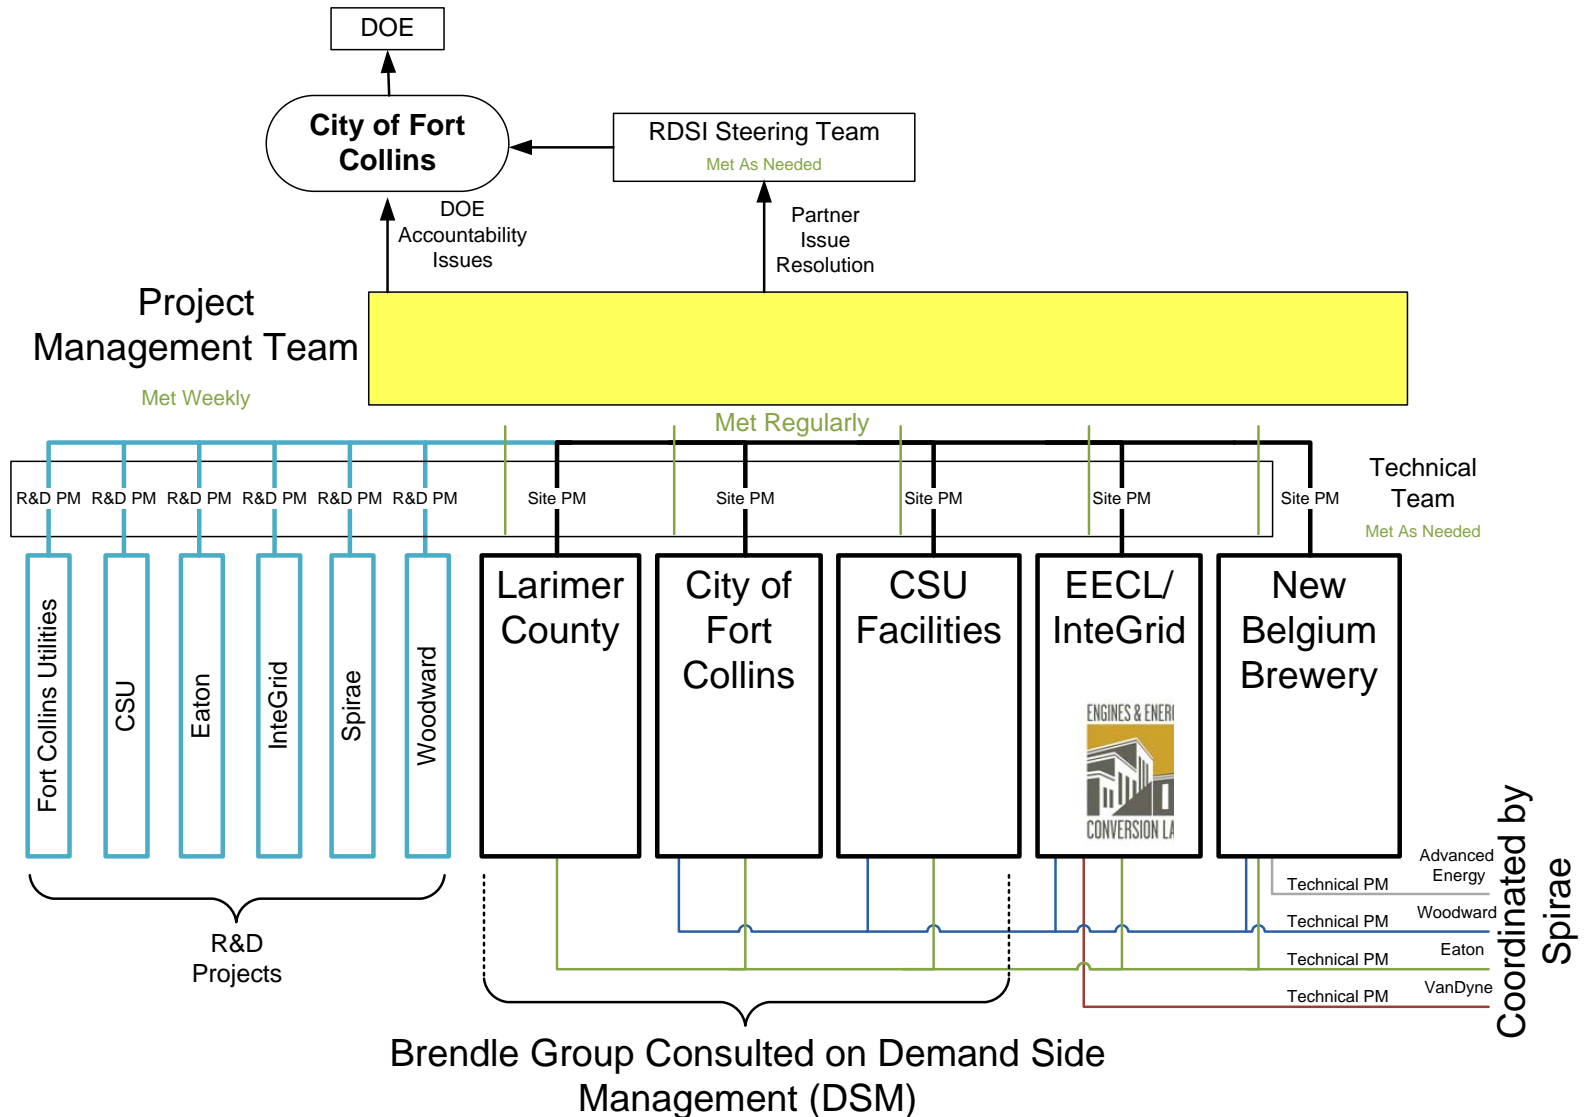 DOE
City of Fort
Collins
RDSI Steering Team
Met As Needed
DOE
Accountability
Issues
Partner
Issue
Resolution
Project
Management Team
Met Weekly
Met Regularly
R&D PM
R&D PM
R&D PM
R&D PM
R&D PM
R&D PM
Site PM
Site PM
Site PM
Site PM
Site PM
Technical
Team
Met As Needed
Fort Collins Utilities
CSU
Eaton
InteGrid
Spirae
Woodward
Larimer
County
City of
Fort
Collins
CSU
Facilities
EECL/
InteGrid
ENGINES & ENER
CONVERSION LA
New
Belgium
Brewery
Technical PM
Advanced
Energy
Technical PM
Woodward
Technical PM
Eaton
Technical PM
VanDyne
Coordinated by
Spirae
R&D
Projects
Brendle Group Consulted on Demand Side
Management (DSM)